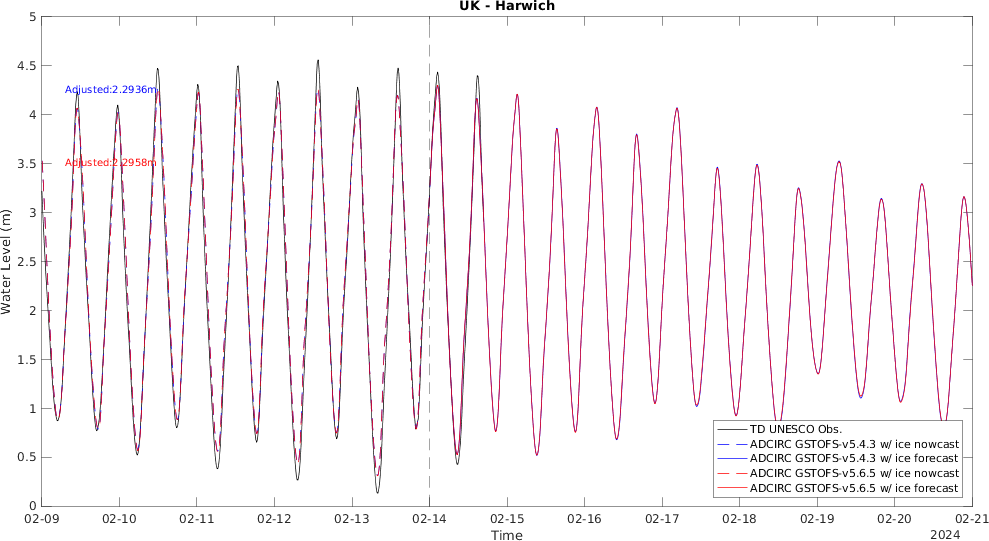 UK - Harwich
5
4.5
4
3.5
3
2.5
2
1.5
1
0.5
0
Water Level (m)
Adjusted:2.2936m
Adjusted:2.2958m
TD UNESCO Obs.
ADCIRC GSTOFS-v5.4.3 w/ ice nowcast
ADCIRC GSTOFS-v5.4.3 w/ ice forecast
ADCIRC GSTOFS-v5.6.5 w/ ice nowcast
ADCIRC GSTOFS-v5.6.5 w/ ice forecast
02-09 02-10 02-11 02-12 02-13 02-14 02-15 02-16 02-17 02-18 02-19 02-20 02-21
Time
2024